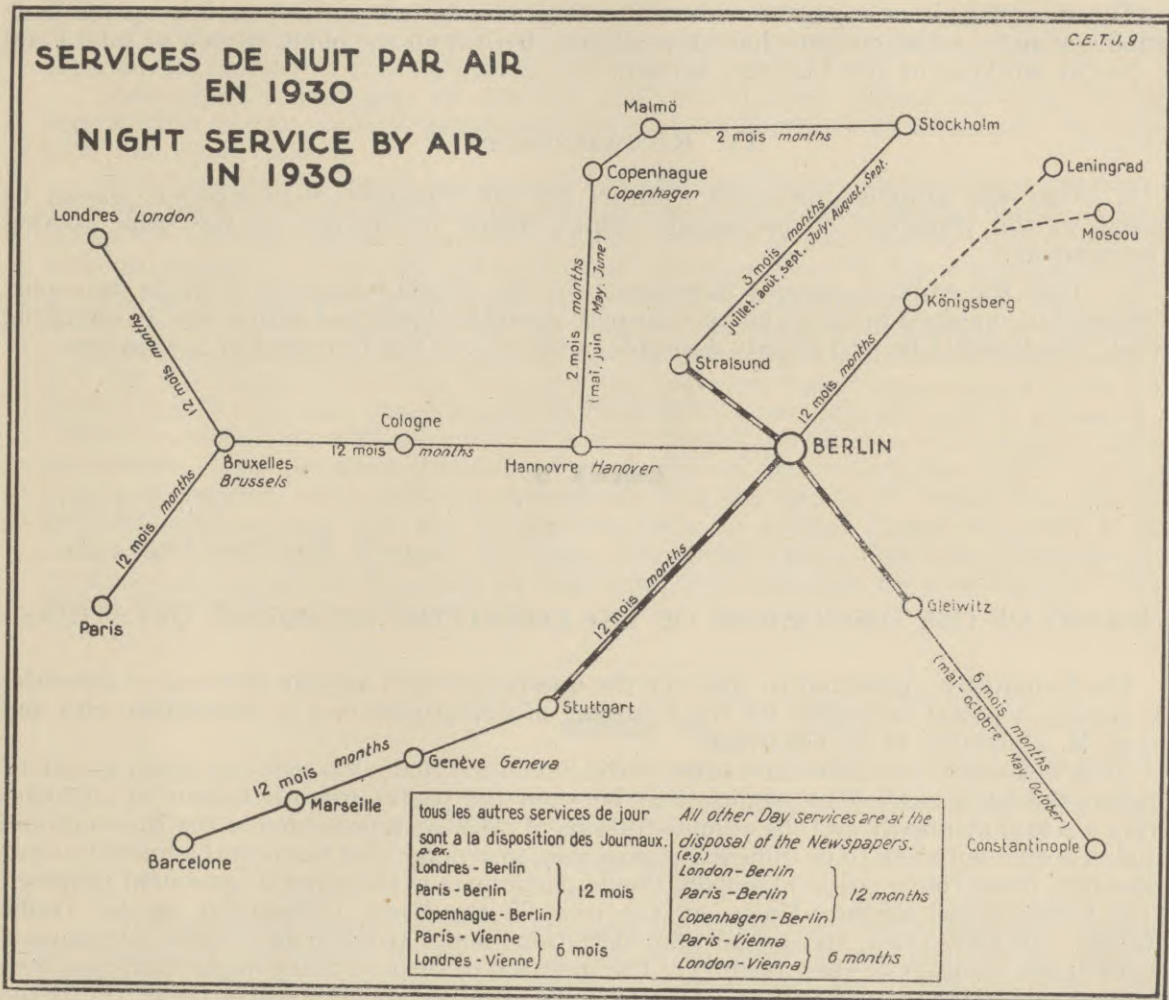 C.E.T.J. 9
SERVICES DE NUIT PAR AIR
EN 1930
NIGHT SERVICE BY AIR
IN 1930
Malmö
2 mois months
Stockholm
Copenhague
Copenhagen
Leningrad
Moscou
Londres London
3 mois months
juillet, août, sept. July, August, Sept.
2 mois months
(mai, juin May, June)
Königsberg
Stralsund
12 mois months
12 mois months
Cologne
BERLIN
12 mois months
Bruxelles
Brussels
Hannovre Hanover
12 mois months
12 mois months
Paris
Gleiwitz
6 mois months
(mai - octobre May - October)
Stuttgart
Genève Geneva
12 mois months
Marseille
Barcelone
Constantinople
tous les autres services de jour
sont a la disposition des Journaux.
p. ex.
Londres - Berlin
Paris - Berlin
Copenhague - Berlin
12 mois
Paris - Vienne
Londres - Vienne
6 mois
All other Day services are at the
disposal of the Newspapers.
(e.g.)
London - Berlin
Paris - Berlin
Copenhagen - Berlin
12 months
Paris - Vienna
London - Vienna
6 months